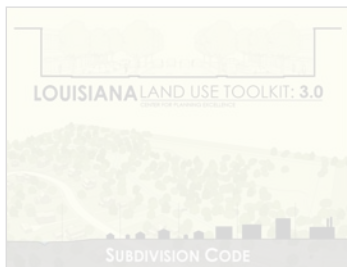 LOUISIANA LAND USE TOOLKIT: 3.0
CENTER FOR PLANNING EXCELLENCE
SUBDIVISION CODE